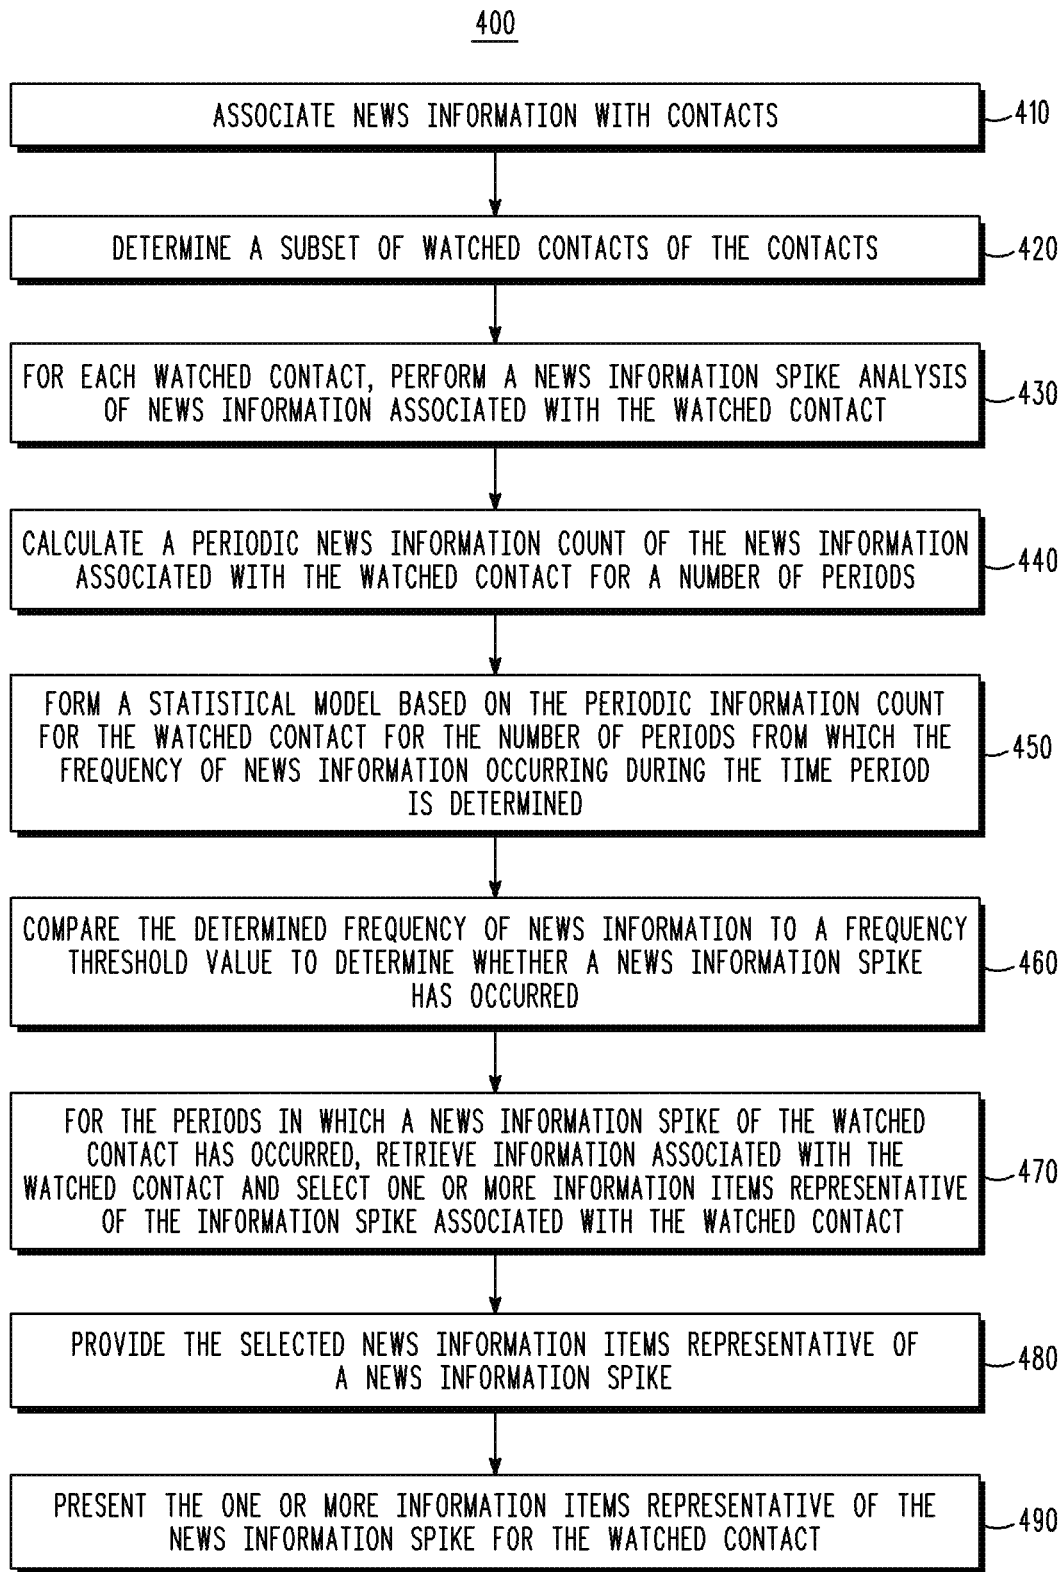 400
ASSOCIATE NEWS INFORMATION WITH CONTACTS
410
DETERMINE A SUBSET OF WATCHED CONTACTS OF THE CONTACTS
420
FOR EACH WATCHED CONTACT, PERFORM A NEWS INFORMATION SPIKE ANALYSIS
OF NEWS INFORMATION ASSOCIATED WITH THE WATCHED CONTACT
430
CALCULATE A PERIODIC NEWS INFORMATION COUNT OF THE NEWS INFORMATION
ASSOCIATED WITH THE WATCHED CONTACT FOR A NUMBER OF PERIODS
440
FORM A STATISTICAL MODEL BASED ON THE PERIODIC INFORMATION COUNT
FOR THE WATCHED CONTACT FOR THE NUMBER OF PERIODS FROM WHICH THE
FREQUENCY OF NEWS INFORMATION OCCURRING DURING THE TIME PERIOD
IS DETERMINED
450
COMPARE THE DETERMINED FREQUENCY OF NEWS INFORMATION TO A FREQUENCY
THRESHOLD VALUE TO DETERMINE WHETHER A NEWS INFORMATION SPIKE
HAS OCCURRED
460
FOR THE PERIODS IN WHICH A NEWS INFORMATION SPIKE OF THE WATCHED
CONTACT HAS OCCURRED, RETRIEVE INFORMATION ASSOCIATED WITH THE
WATCHED CONTACT AND SELECT ONE OR MORE INFORMATION ITEMS REPRESENTATIVE
OF THE INFORMATION SPIKE ASSOCIATED WITH THE WATCHED CONTACT
470
PROVIDE THE SELECTED NEWS INFORMATION ITEMS REPRESENTATIVE OF
A NEWS INFORMATION SPIKE
480
PRESENT THE ONE OR MORE INFORMATION ITEMS REPRESENTATIVE OF THE
NEWS INFORMATION SPIKE FOR THE WATCHED CONTACT
490